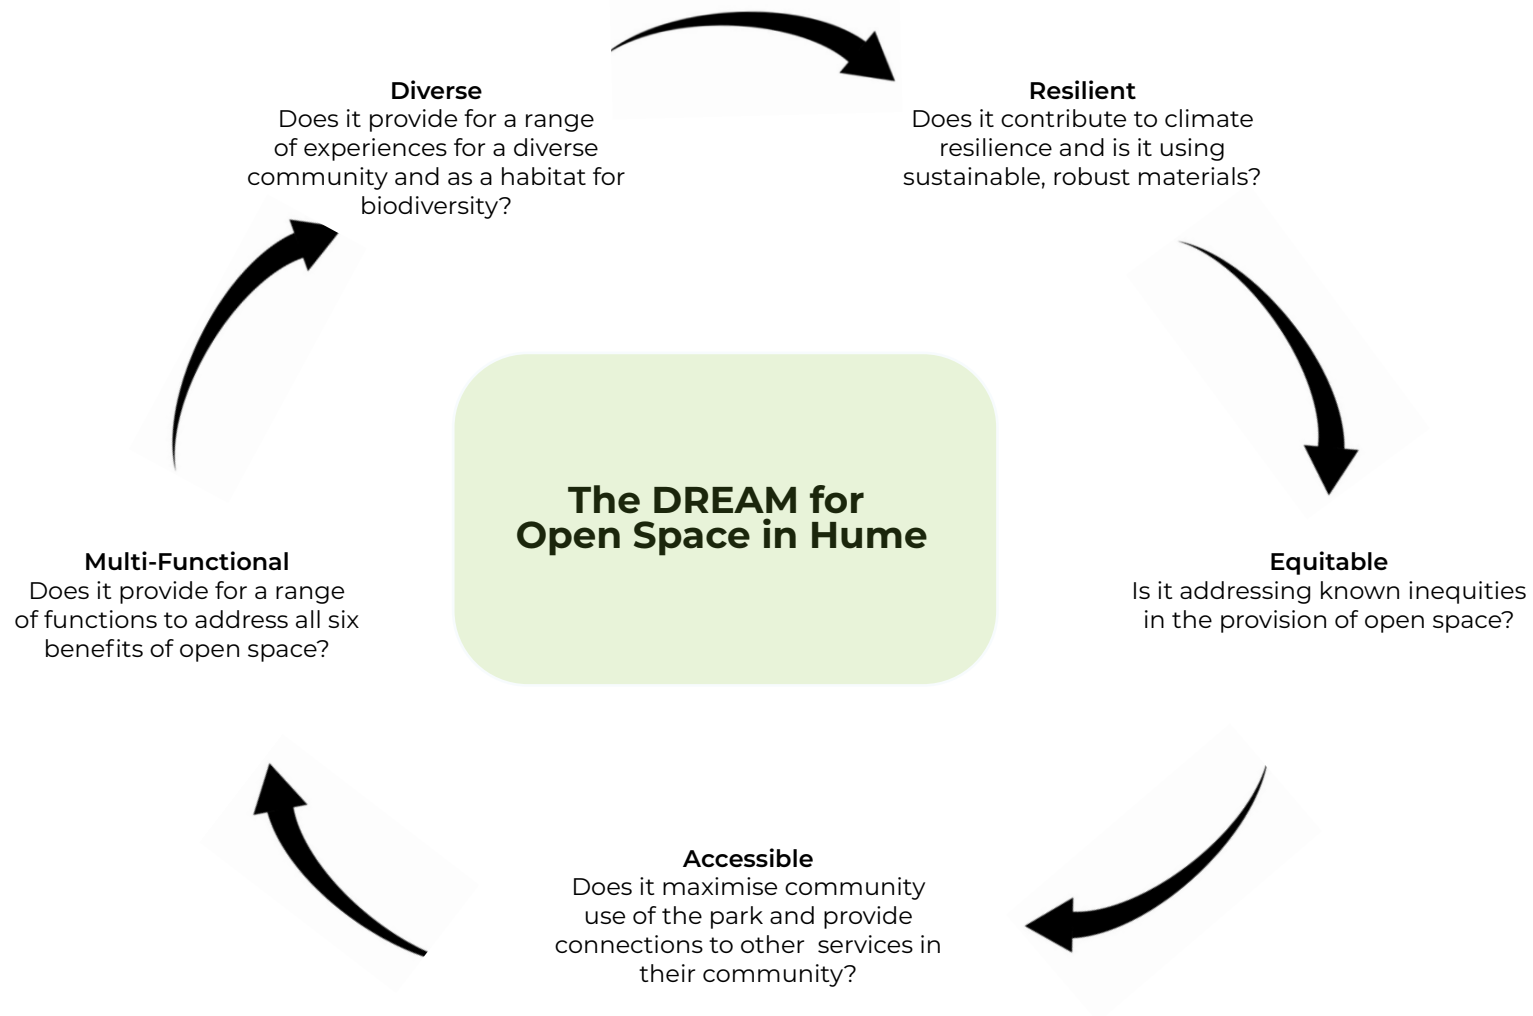 Diverse
Does it provide for a range
of experiences for a diverse
community and as a habitat for
biodiversity?
Resilient
Does it contribute to climate
resilience and is it using
sustainable, robust materials?
The DREAM for
Open Space in Hume
Multi-Functional
Does it provide for a range
of functions to address all six
benefits of open space?
Equitable
Is it addressing known inequities
in the provision of open space?
Accessible
Does it maximise community
use of the park and provide
connections to other  services in
their community?